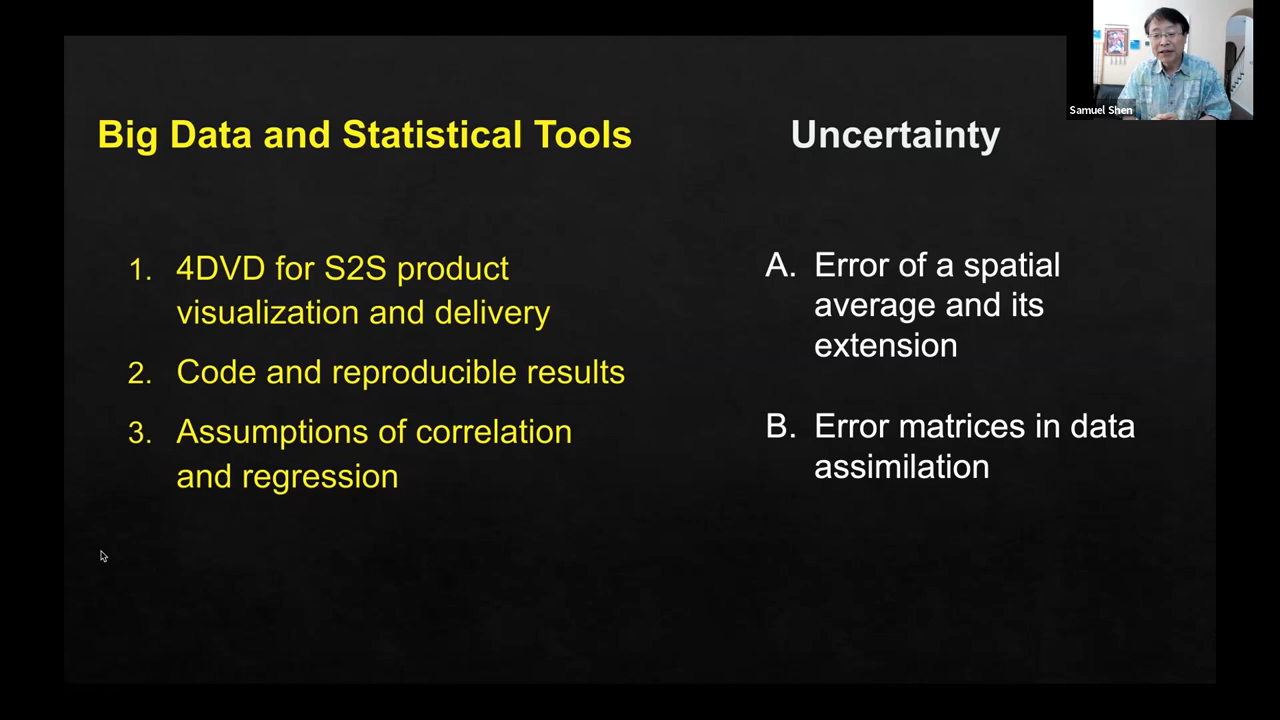 Big Data and Statistical Tools
1. 4DVD for S2S product
visualization and delivery
2. Code and reproducible results
3. Assumptions of correlation
and regression
Uncertainty
A. Error of a spatial
average and its
extension
B. Error matrices in data
assimilation
Samuel Shen